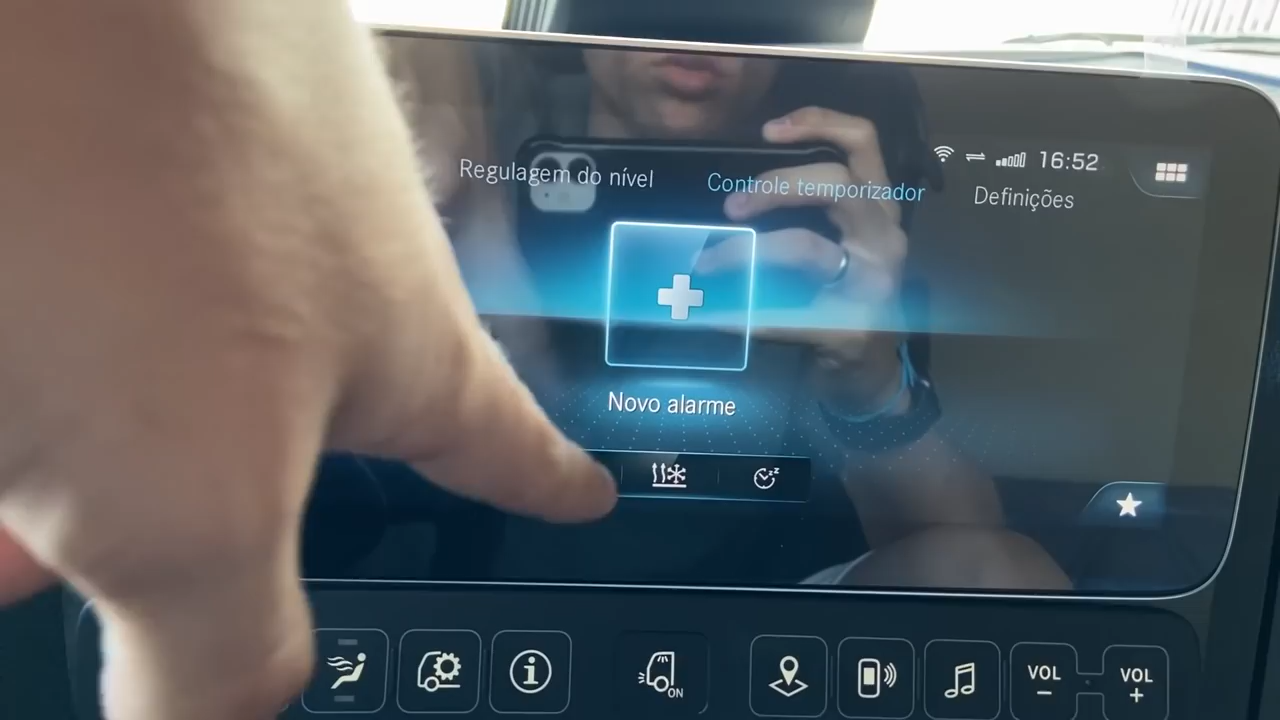 16:52
Regulagem do nível
Controle temporizador
Definições
Novo alarme
ON
VOL
−
VOL
+